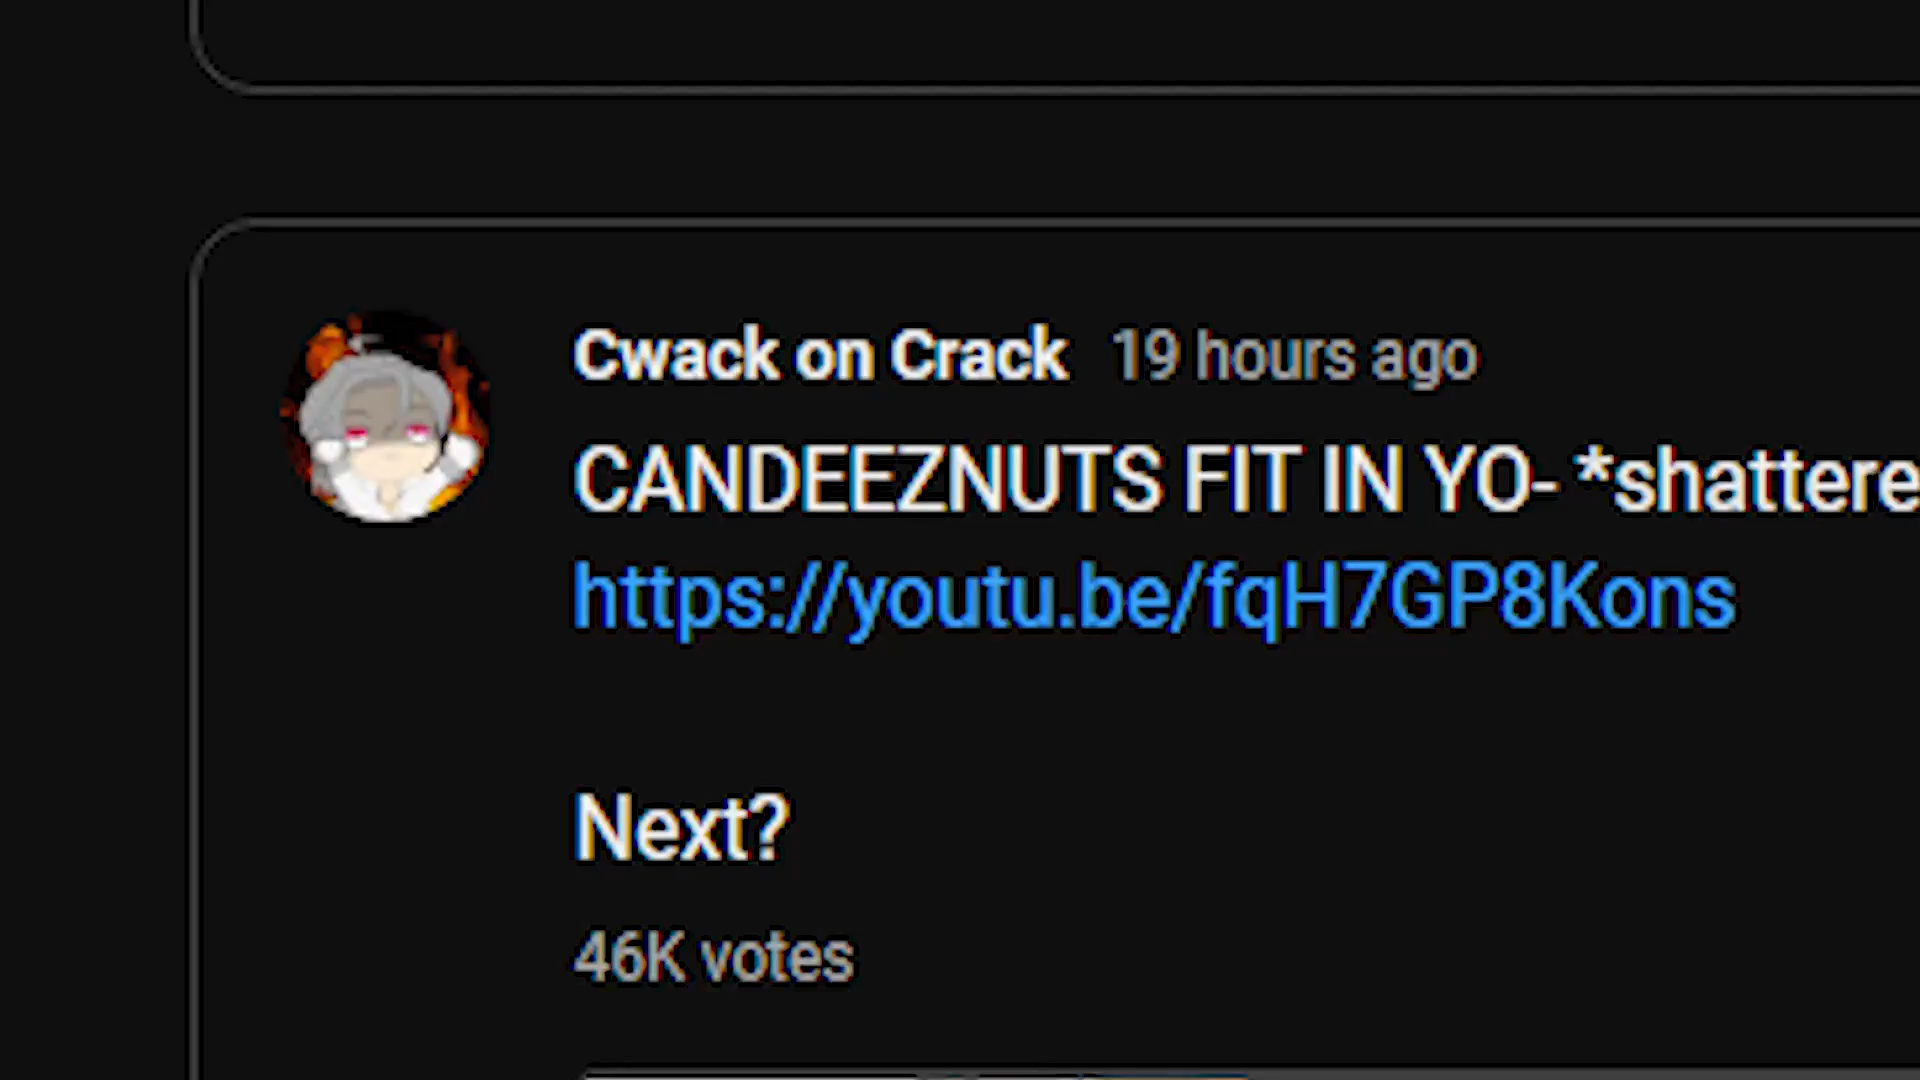 Cwack on Crack 19 hours ago
CANDEEZNUTS FIT IN YO- *shattere
https://youtu.be/fqH7GP8Kons
Next?
46K votes